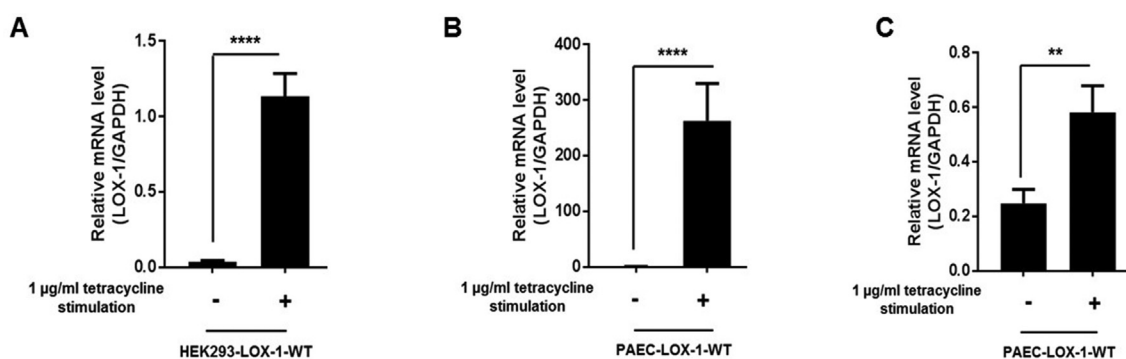 A
Relative mRNA level
(LOX-1/GAPDH)
1.5
1.0
0.5
0.0
****
1 µg/ml tetracycline
stimulation
-
+
HEK293-LOX-1-WT
B
Relative mRNA level
(LOX-1/GAPDH)
400
300
200
100
0
****
1 µg/ml tetracycline
stimulation
-
+
PAEC-LOX-1-WT
C
Relative mRNA level
(LOX-1/GAPDH)
0.8
0.6
0.4
0.2
0.0
**
1 µg/ml tetracycline
stimulation
-
+
PAEC-LOX-1-WT